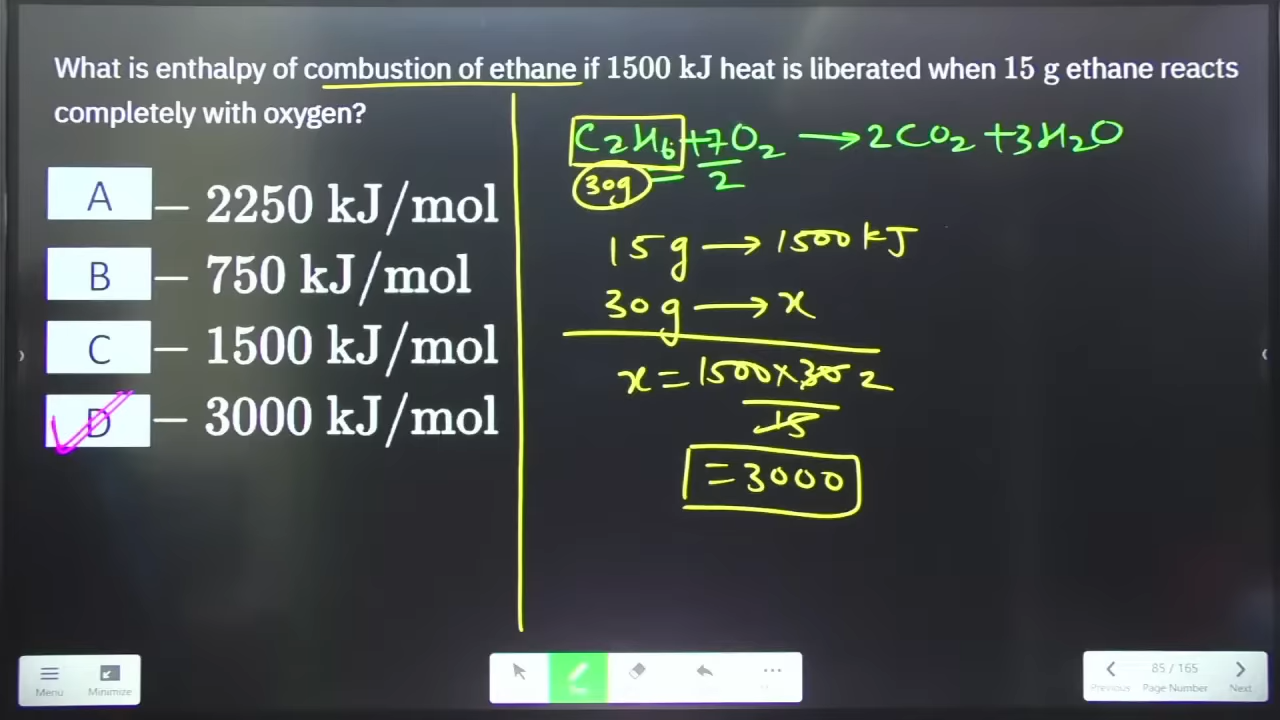 What is enthalpy of combustion of ethane if 1500 kJ heat is liberated when 15 g ethane reacts
completely with oxygen?
A − 2250 kJ/mol
B − 750 kJ/mol
C − 1500 kJ/mol
D − 3000 kJ/mol
C2H6 + 7/2 O2 → 2CO2 + 3H2O
30g
15g → 1500 kJ
30g → x
x = 1500×30 2
15
= 3000
Menu
Minimize
85 / 165
Previous Page Number Next